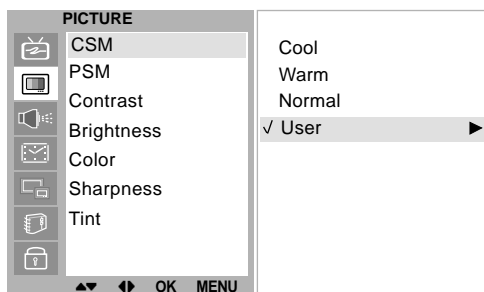 PICTURE
CSM
PSM
Contrast
Brightness
Color
Sharpness
Tint
▲▼ ◀▶ OK MENU
Cool
Warm
Normal
√ User ▶